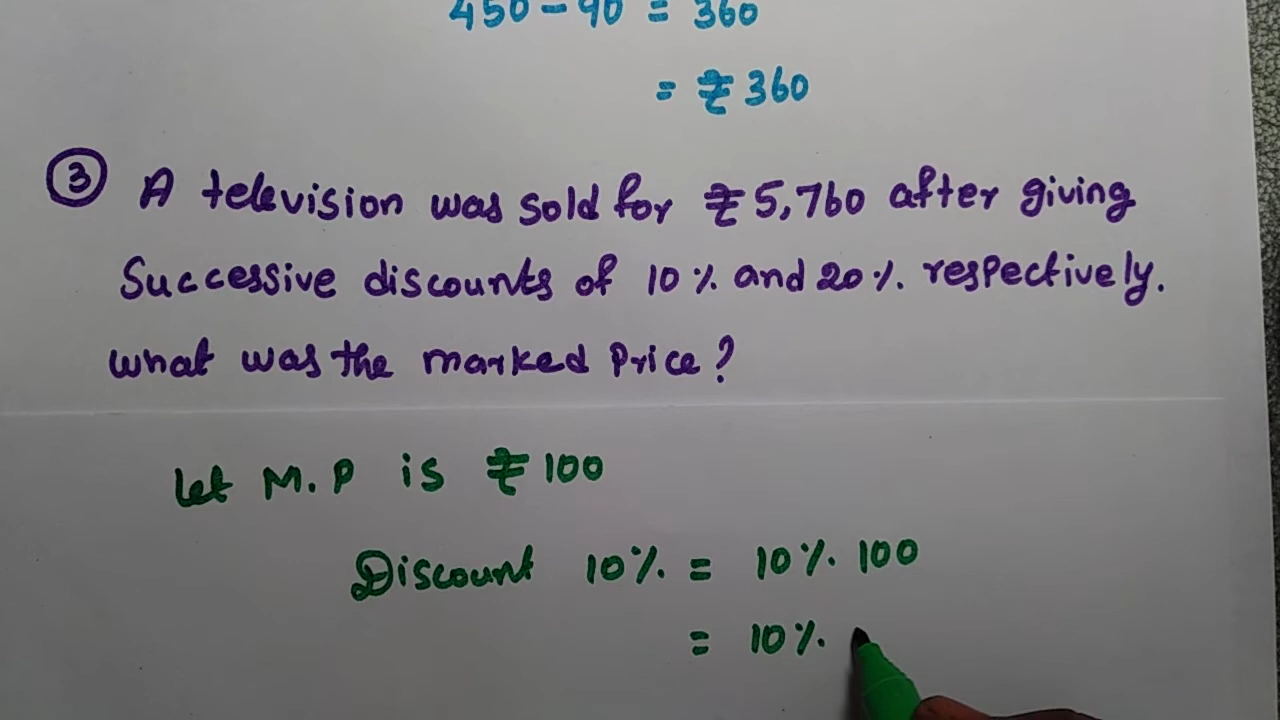 450 - 90 = 360
= ₹ 360
3 A television was sold for ₹ 5,760 after giving
Successive discounts of 10% and 20%. respectively.
What was the marked Price?
Let M.P is ₹ 100
Discount 10% = 10% 100
= 10%